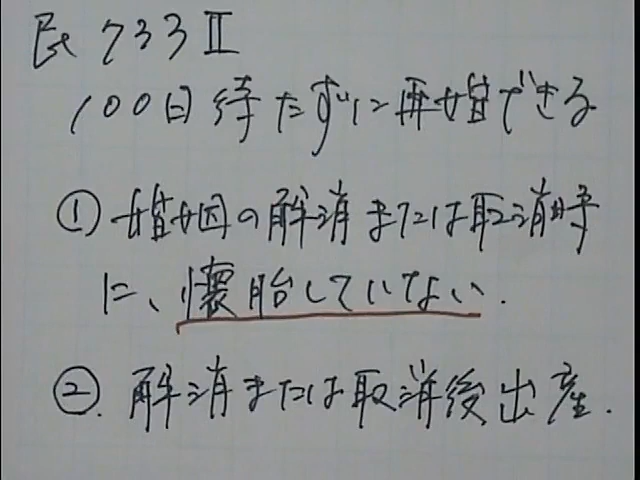 民733Ⅱ
100日待たずに再婚できる
①婚姻の解消または取消時
に、懐胎していてない.
②.解消または取消後出産.